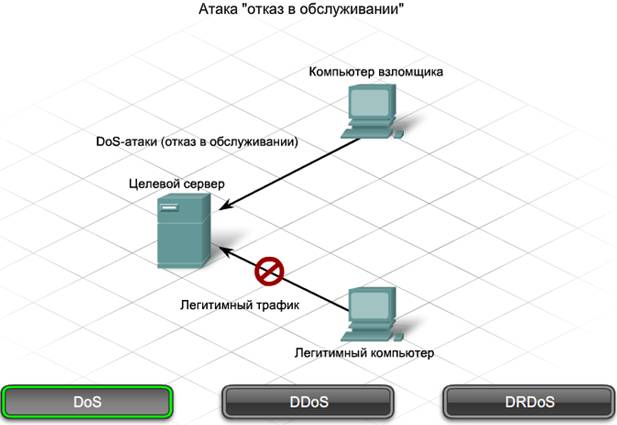 Атака "отказ в обслуживании"
Компьютер взломщика
DoS-атаки (отказ в обслуживании)
Целевой сервер
Легитимный трафик
Легитимный компьютер
DoS
DDoS
DRDoS